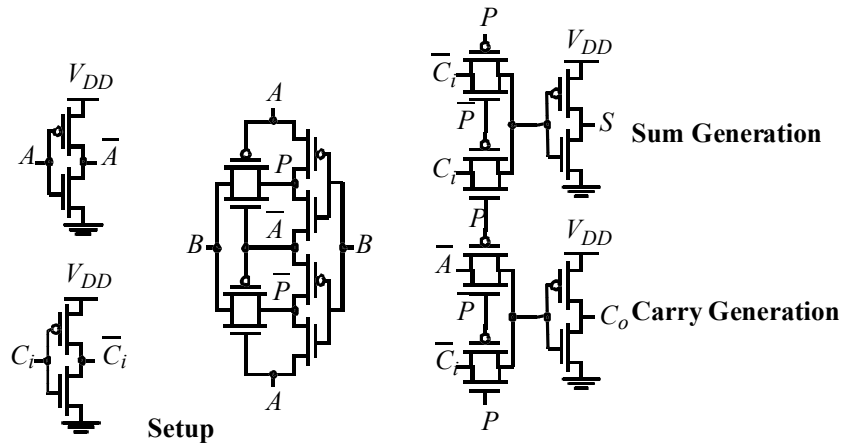 V_DD
A A̅
V_DD
C_i C̅_i
Setup
A
P
A̅
B B
P̅
A
P
V_DD
C̅_i
P̅
S Sum Generation
C_i
P
V_DD
A̅
P
C_o Carry Generation
C̅_i
P